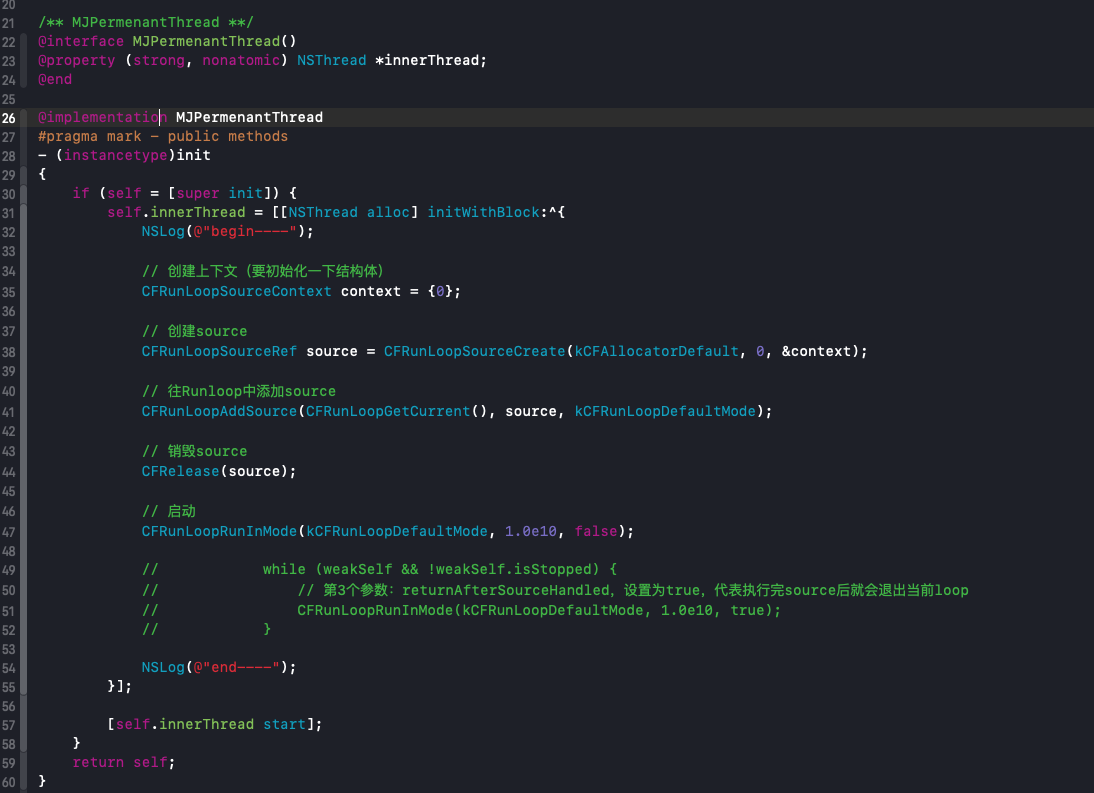 20
21 /** MJPermenantThread **/
22 @interface MJPermenantThread()
23 @property (strong, nonatomic) NSThread *innerThread;
24 @end
25
26 @implementation MJPermenantThread
27 #pragma mark - public methods
28 - (instancetype)init
29 {
30     if (self = [super init]) {
31         self.innerThread = [[NSThread alloc] initWithBlock:^{
32             NSLog(@"begin----");
33
34             // 创建上下文（要初始化一下结构体）
35             CFRunLoopSourceContext context = {0};
36
37             // 创建source
38             CFRunLoopSourceRef source = CFRunLoopSourceCreate(kCFAllocatorDefault, 0, &context);
39
40             // 往Runloop中添加source
41             CFRunLoopAddSource(CFRunLoopGetCurrent(), source, kCFRunLoopDefaultMode);
42
43             // 销毁source
44             CFRelease(source);
45
46             // 启动
47             CFRunLoopRunInMode(kCFRunLoopDefaultMode, 1.0e10, false);
48
49             //            while (weakSelf && !weakSelf.isStopped) {
50             //                // 第3个参数：returnAfterSourceHandled，设置为true，代表执行完source后就会退出当前loop
51             //                CFRunLoopRunInMode(kCFRunLoopDefaultMode, 1.0e10, true);
52             //            }
53
54             NSLog(@"end----");
55         }];
56
57         [self.innerThread start];
58     }
59     return self;
60 }